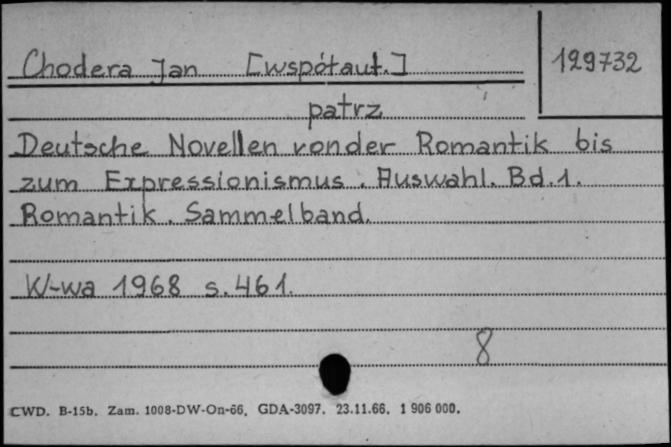 Chodera Jan [współaut.] 129732
patrz
Deutsche Novellen von der Romantik bis
zum Expressionismus. Auswahl. Bd.1.
Romantik. Sammelband.
W-wa 1968 s. 461.
8
CWD. B-15b. Zam. 1008-DW-On-66. GDA-3097. 23.11.66. 1 906 000.